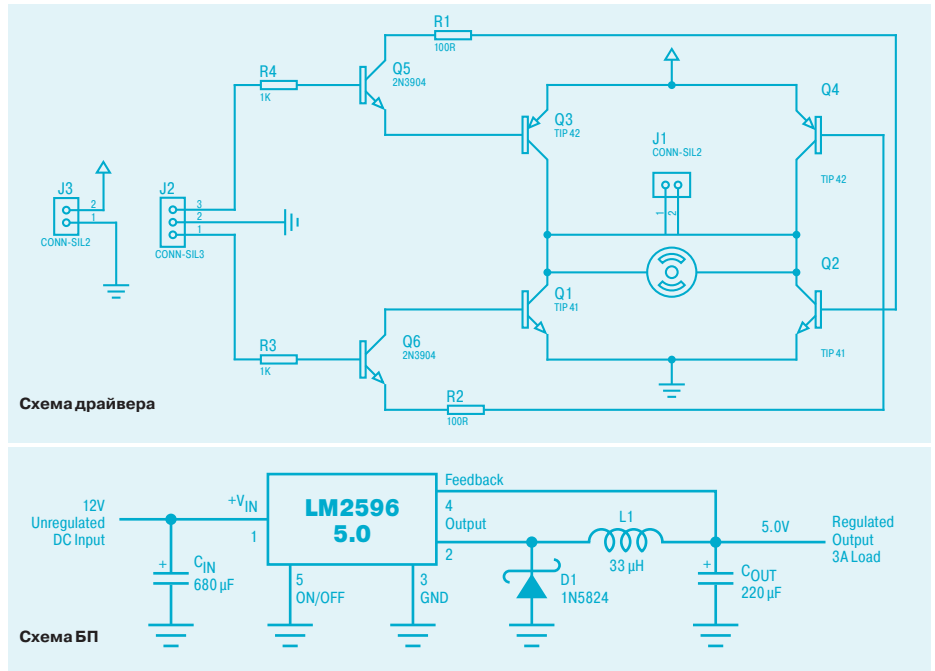 R1
100R
R4
1K
Q5
2N3904
Q4
Q3
TIP 42
J1
CONN-SIL2
TIP 42
1
2
J3
2
1
CONN-SIL2
J2
3
2
1
CONN-SIL3
Q2
Q1
TIP 41
TIP 41
Q6
2N3904
R3
1K
R2
100R
Схема драйвера
Feedback
12V
Unregulated
DC Input
+VIN
1
LM2596
5.0
4
Output
2
L1
33 µH
5.0V
Regulated
Output
3A Load
+
CIN
680 µF
5
ON/OFF
3
GND
D1
1N5824
+
COUT
220 µF
Схема БП